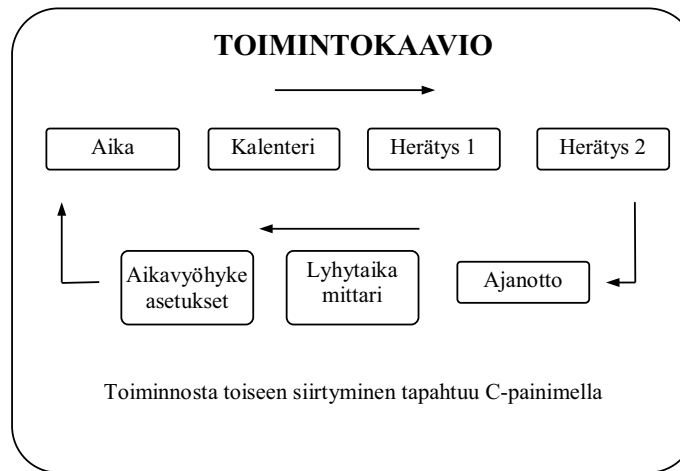 TOIMINTOKAAVIO
Aika
Kalenteri
Herätys 1
Herätys 2
Aikavyöhyke
asetukset
Lyhytaika
mittari
Ajanotto
Toiminnosta toiseen siirtyminen tapahtuu C-painimella